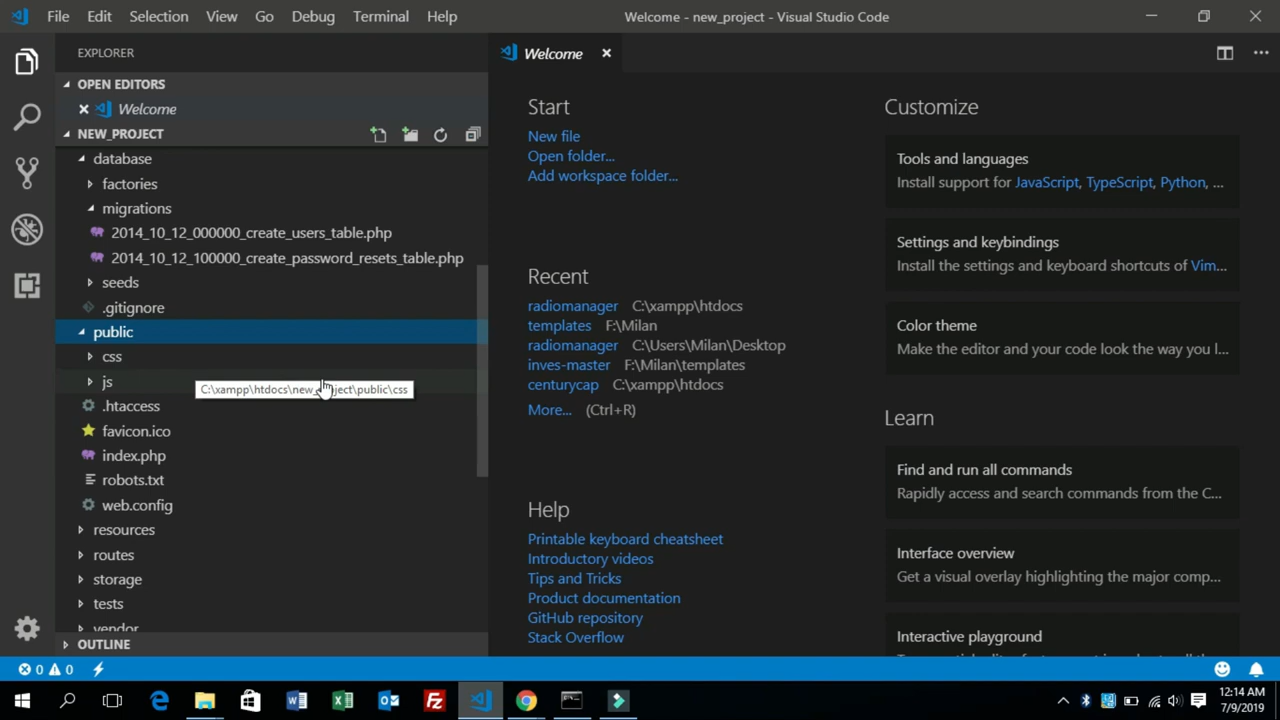 File Edit Selection View Go Debug Terminal Help
Welcome - new_project - Visual Studio Code
EXPLORER
OPEN EDITORS
Welcome
NEW_PROJECT
database
factories
migrations
2014_10_12_000000_create_users_table.php
2014_10_12_100000_create_password_resets_table.php
seeds
.gitignore
public
css
js
C:\xampp\htdocs\new_project\public\css
.htaccess
favicon.ico
index.php
robots.txt
web.config
resources
routes
storage
tests
vendor
OUTLINE
Welcome
Start
New file
Open folder...
Add workspace folder...
Recent
radiomanager C:\xampp\htdocs
templates F:\Milan
radiomanager C:\Users\Milan\Desktop
inves-master F:\Milan\templates
centurycap C:\xampp\htdocs
More... (Ctrl+R)
Help
Printable keyboard cheatsheet
Introductory videos
Tips and Tricks
Product documentation
GitHub repository
Stack Overflow
Customize
Tools and languages
Install support for JavaScript, TypeScript, Python, ...
Settings and keybindings
Install the settings and keyboard shortcuts of Vim...
Color theme
Make the editor and your code look the way you l...
Learn
Find and run all commands
Rapidly access and search commands from the C...
Interface overview
Get a visual overlay highlighting the major comp...
Interactive playground
0 0
12:14 AM
7/9/2019